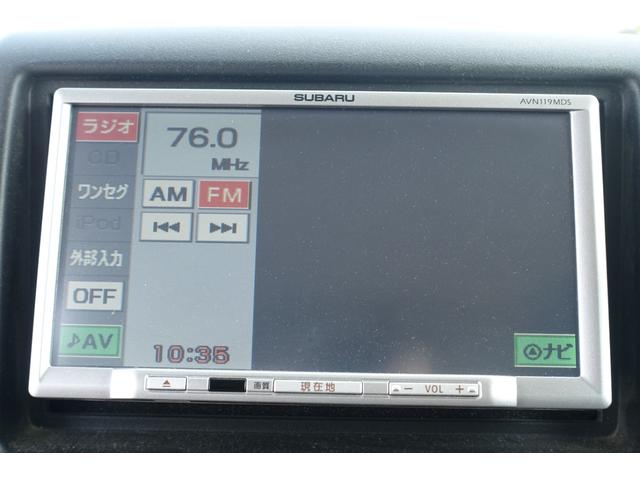 SUBARU
AVN119MDS
ラジオ
76.0
MHz
CD
ワンセグ
AM
FM
iPod
外部入力
OFF
♪AV
10:35
ナビ
画質
現在地
− VOL +